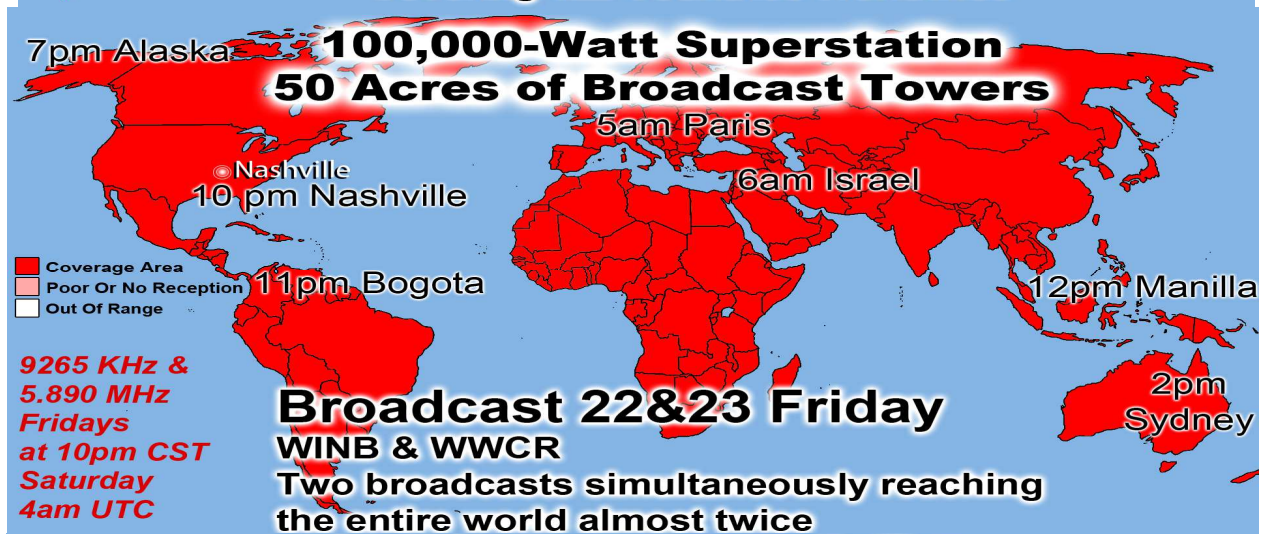 7pm Alaska
100,000-Watt Superstation
50 Acres of Broadcast Towers
5am Paris
Nashville
6am Israel
10 pm Nashville
Coverage Area
Poor Or No Reception
Out Of Range
11pm Bogota
12pm Manilla
9265 KHz &
5.890 MHz
Fridays
at 10pm CST
Saturday
4am UTC
2pm
Sydney
Broadcast 22&23 Friday
WINB & WWCR
Two broadcasts simultaneously reaching
the entire world almost twice